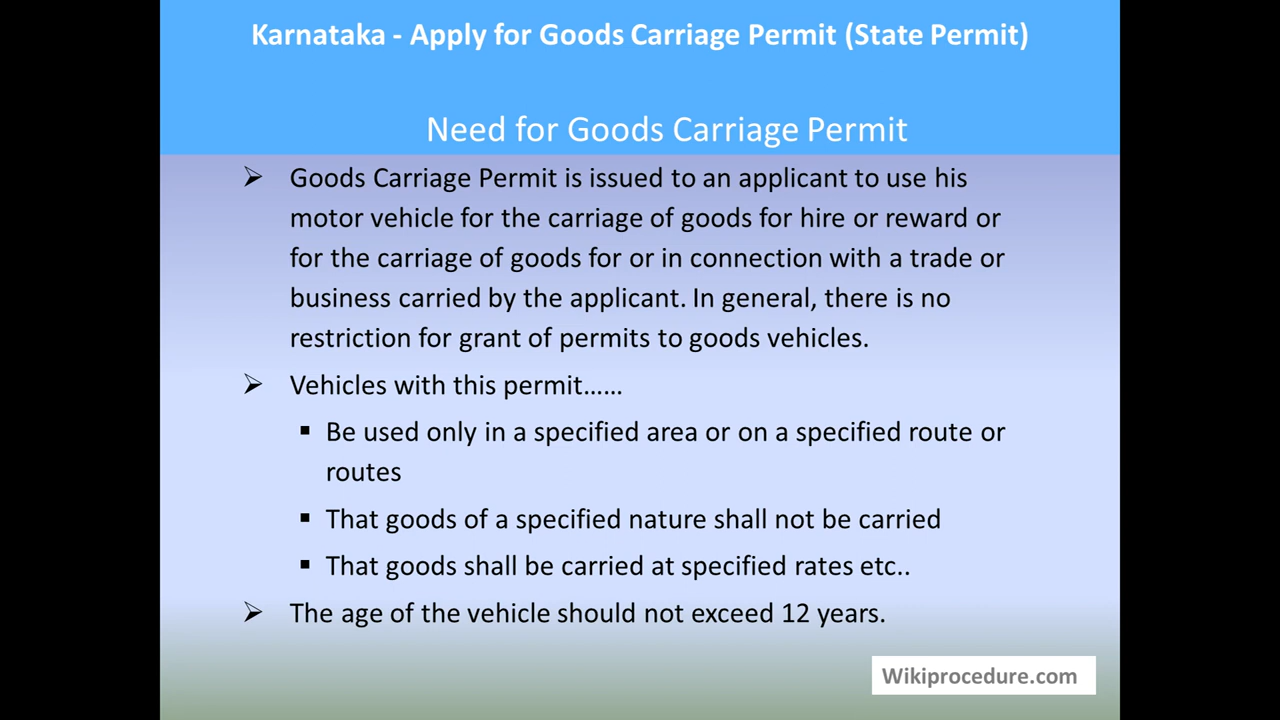 Karnataka - Apply for Goods Carriage Permit (State Permit)
Need for Goods Carriage Permit
➢ Goods Carriage Permit is issued to an applicant to use his
motor vehicle for the carriage of goods for hire or reward or
for the carriage of goods for or in connection with a trade or
business carried by the applicant. In general, there is no
restriction for grant of permits to goods vehicles.
➢ Vehicles with this permit……
▪ Be used only in a specified area or on a specified route or
routes
▪ That goods of a specified nature shall not be carried
▪ That goods shall be carried at specified rates etc..
➢ The age of the vehicle should not exceed 12 years.
Wikiprocedure.com